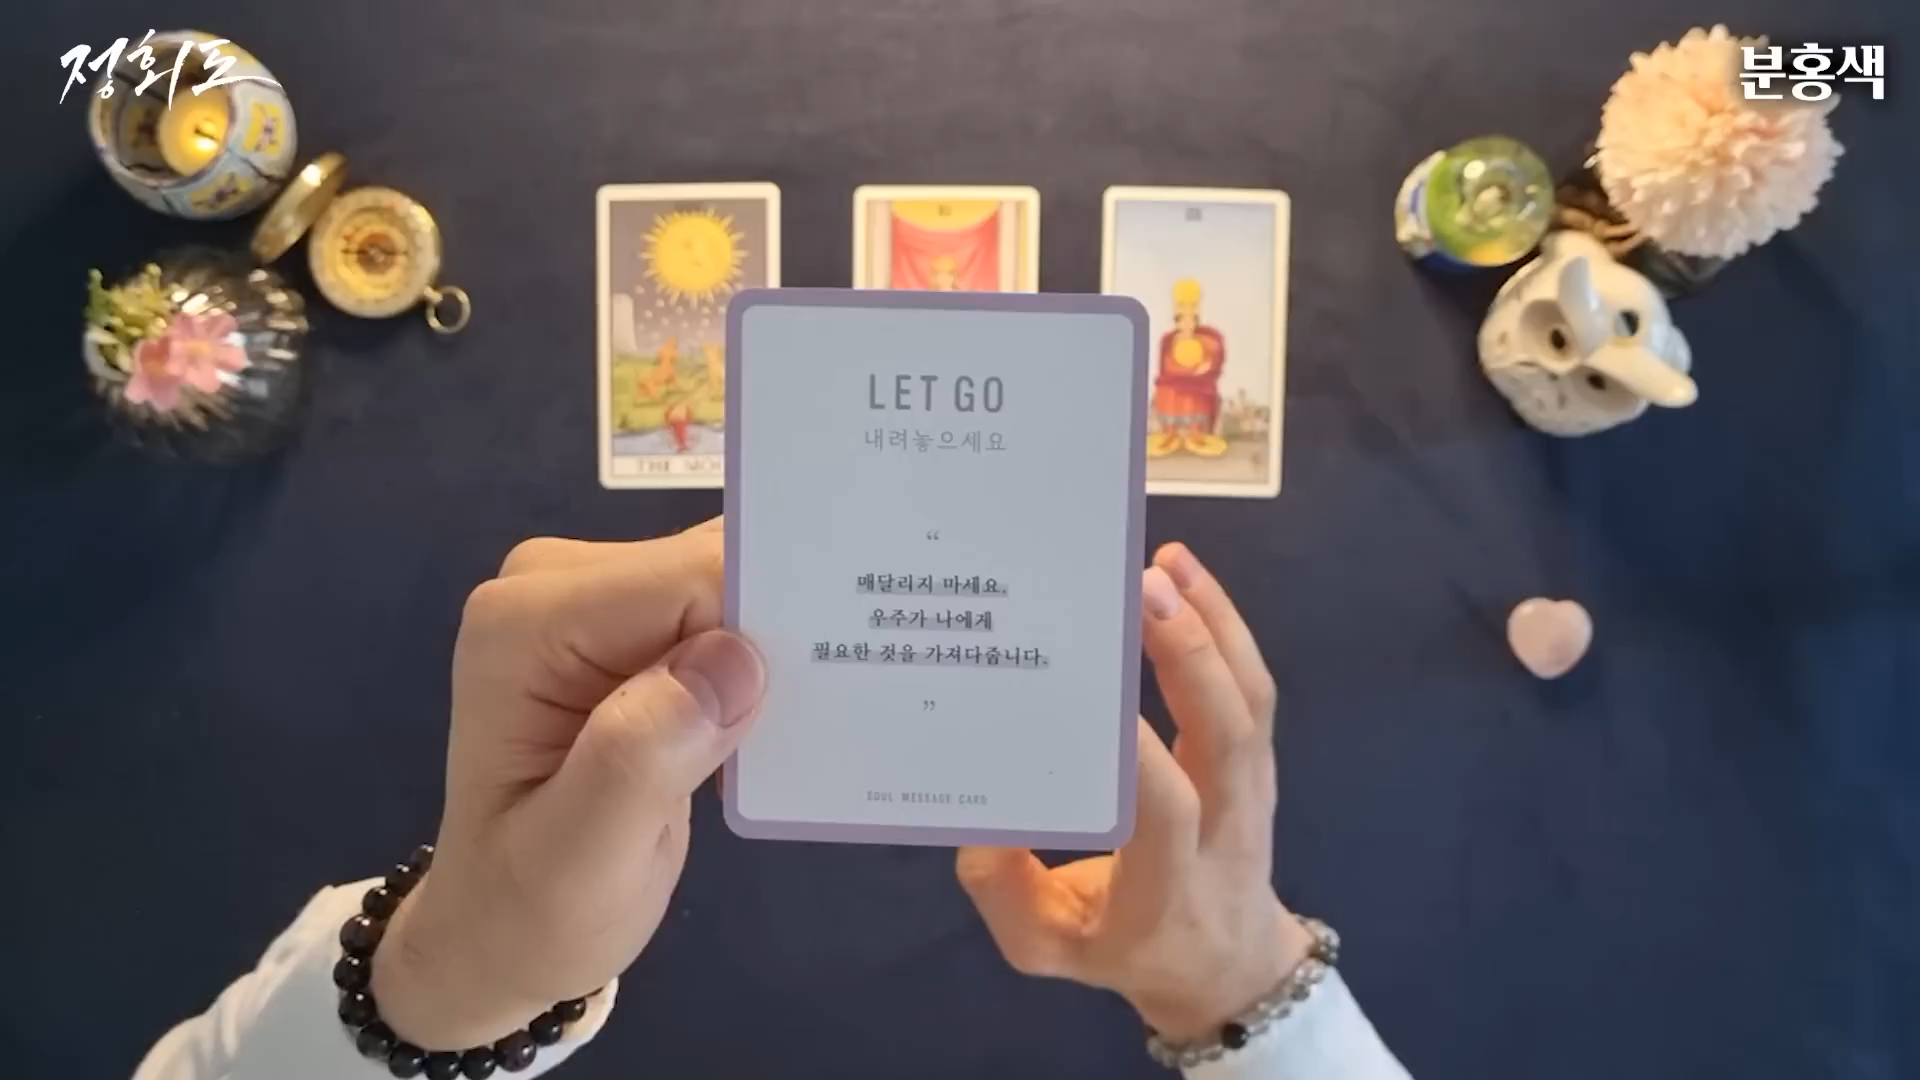 정회도
분홍색
THE MOO
LET GO
내려놓으세요
“
매달리지 마세요.
우주가 나에게
필요한 것을 가져다줍니다.
”
SOUL MESSAGE CARD